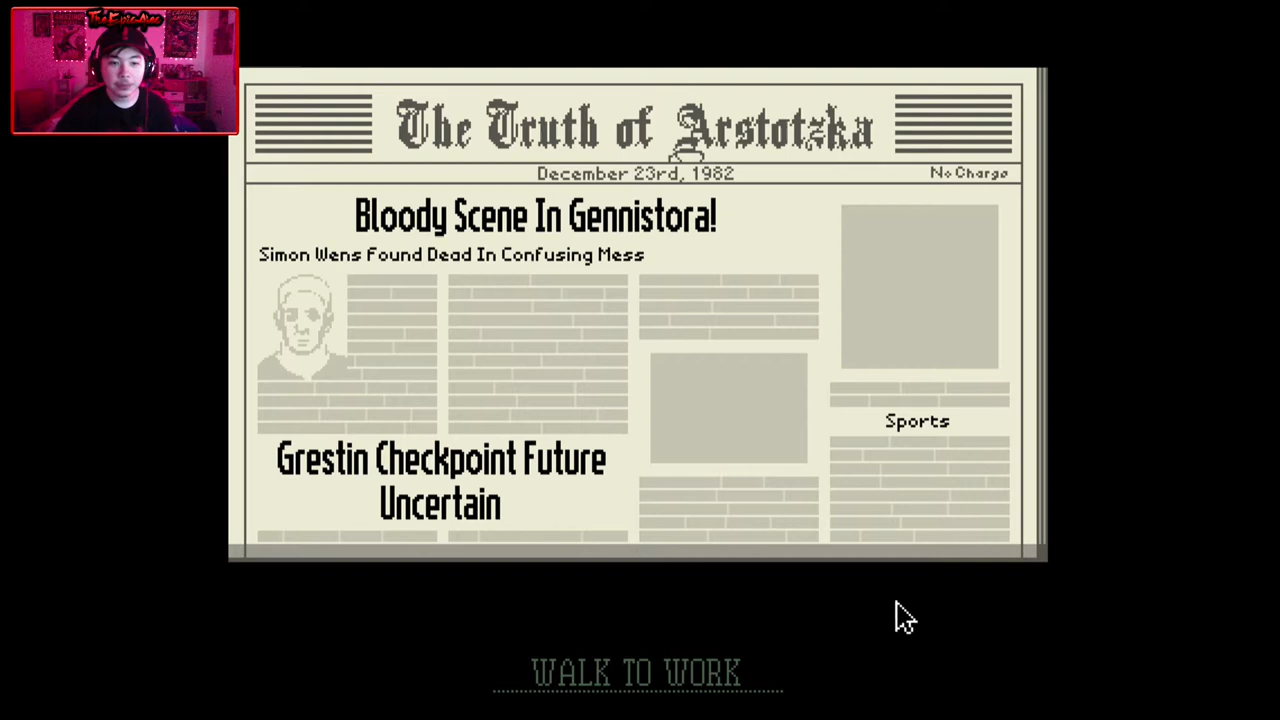 TheEpicAlec
The Truth of Arstotzka
December 23rd, 1982
No Charge
Bloody Scene In Gennistora!
Simon Wens Found Dead In Confusing Mess
Grestin Checkpoint Future
Uncertain
Sports
WALK TO WORK